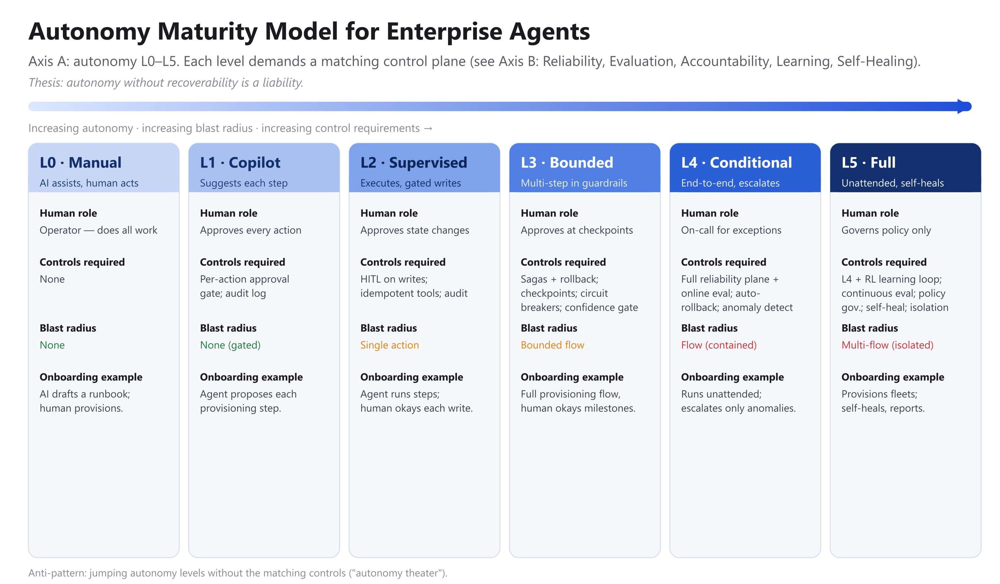 Autonomy Maturity Model for Enterprise Agents
Axis A: autonomy L0–L5. Each level demands a matching control plane (see Axis B: Reliability, Evaluation, Accountability, Learning, Self-Healing).
Thesis: autonomy without recoverability is a liability.
Increasing autonomy · increasing blast radius · increasing control requirements →
L0 · Manual
AI assists, human acts
Human role
Operator — does all work
Controls required
None
Blast radius
None
Onboarding example
AI drafts a runbook;
human provisions.
L1 · Copilot
Suggests each step
Human role
Approves every action
Controls required
Per-action approval
gate; audit log
Blast radius
None (gated)
Onboarding example
Agent proposes each
provisioning step.
L2 · Supervised
Executes, gated writes
Human role
Approves state changes
Controls required
HITL on writes;
idempotent tools; audit
Blast radius
Single action
Onboarding example
Agent runs steps;
human okays each write.
L3 · Bounded
Multi-step in guardrails
Human role
Approves at checkpoints
Controls required
Sagas + rollback;
checkpoints; circuit
breakers; confidence gate
Blast radius
Bounded flow
Onboarding example
Full provisioning flow,
human okays milestones.
L4 · Conditional
End-to-end, escalates
Human role
On-call for exceptions
Controls required
Full reliability plane +
online eval; auto-
rollback; anomaly detect
Blast radius
Flow (contained)
Onboarding example
Runs unattended;
escalates only anomalies.
L5 · Full
Unattended, self-heals
Human role
Governs policy only
Controls required
L4 + RL learning loop;
continuous eval; policy
gov.; self-heal; isolation
Blast radius
Multi-flow (isolated)
Onboarding example
Provisions fleets;
self-heals, reports.
Anti-pattern: jumping autonomy levels without the matching controls ("autonomy theater").